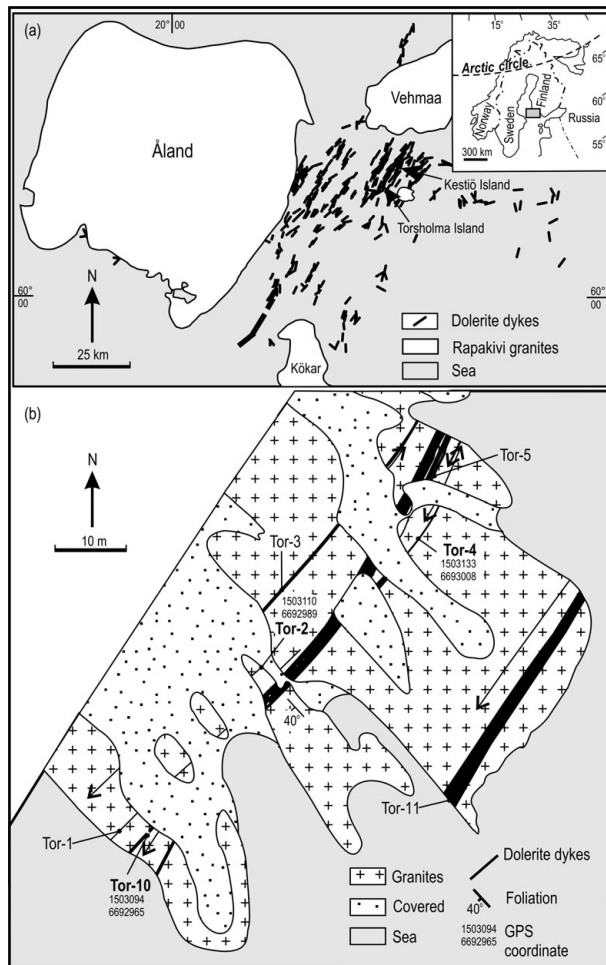 (a)
20°
00
15°
35°
65°
60°
55°
Arctic circle
Norway
Sweden
Finland
Russia
300 km
Vehmaa
Åland
Kestiö Island
Torsholma Island
N
60°
00
60°
00
25 km
Kökar
Dolerite dykes
Rapakivi granites
Sea
(b)
N
10 m
Tor-5
Tor-3
Tor-4
1503133
6693008
1503110
6692989
Tor-2
40°
Tor-11
Tor-1
Tor-10
1503094
6692965
Granites
Covered
Sea
Dolerite dykes
40°
Foliation
1503094
6692965
GPS
coordinate